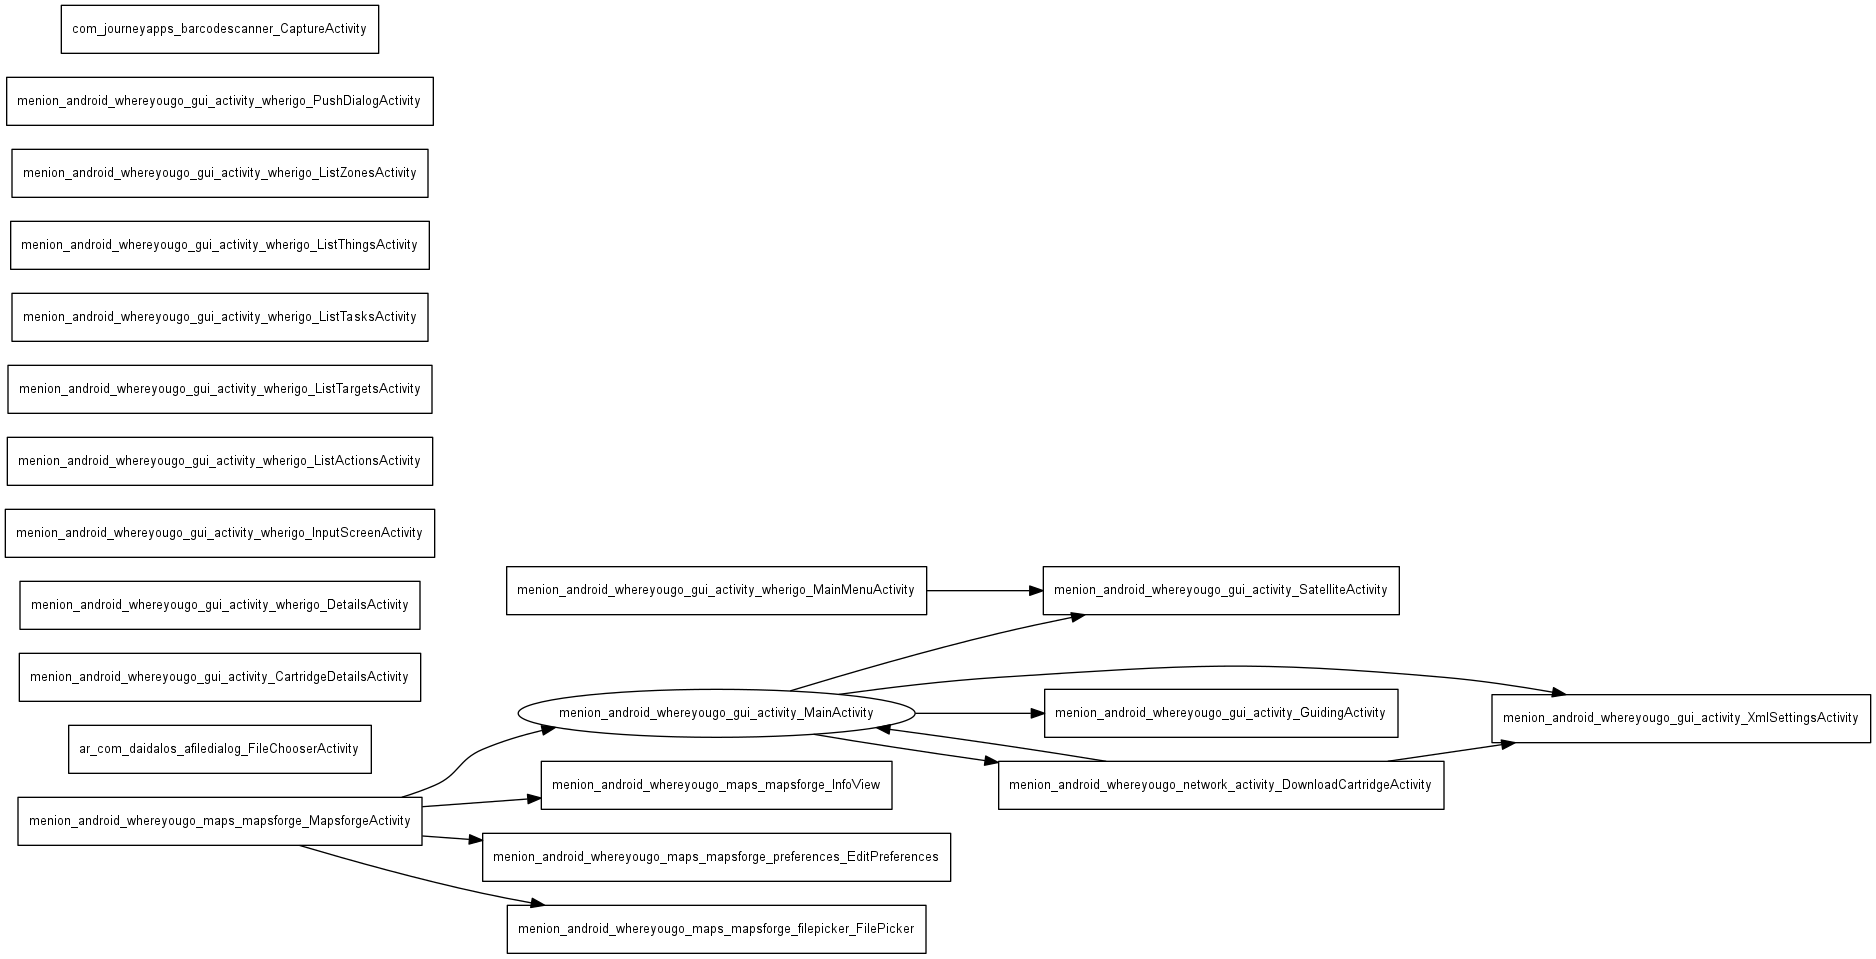 com_journeyapps_barcodescanner_CaptureActivity
menion_android_whereyougo_gui_activity_wherigo_PushDialogActivity
menion_android_whereyougo_gui_activity_wherigo_ListZonesActivity
menion_android_whereyougo_gui_activity_wherigo_ListThingsActivity
menion_android_whereyougo_gui_activity_wherigo_ListTasksActivity
menion_android_whereyougo_gui_activity_wherigo_ListTargetsActivity
menion_android_whereyougo_gui_activity_wherigo_ListActionsActivity
menion_android_whereyougo_gui_activity_wherigo_InputScreenActivity
menion_android_whereyougo_gui_activity_wherigo_DetailsActivity
menion_android_whereyougo_gui_activity_CartridgeDetailsActivity
ar_com_daidalos_afiledialog_FileChooserActivity
menion_android_whereyougo_maps_mapsforge_MapsforgeActivity
menion_android_whereyougo_gui_activity_wherigo_MainMenuActivity
menion_android_whereyougo_gui_activity_MainActivity
menion_android_whereyougo_maps_mapsforge_InfoView
menion_android_whereyougo_maps_mapsforge_preferences_EditPreferences
menion_android_whereyougo_maps_mapsforge_filepicker_FilePicker
menion_android_whereyougo_gui_activity_SatelliteActivity
menion_android_whereyougo_gui_activity_GuidingActivity
menion_android_whereyougo_network_activity_DownloadCartridgeActivity
menion_android_whereyougo_gui_activity_XmlSettingsActivity